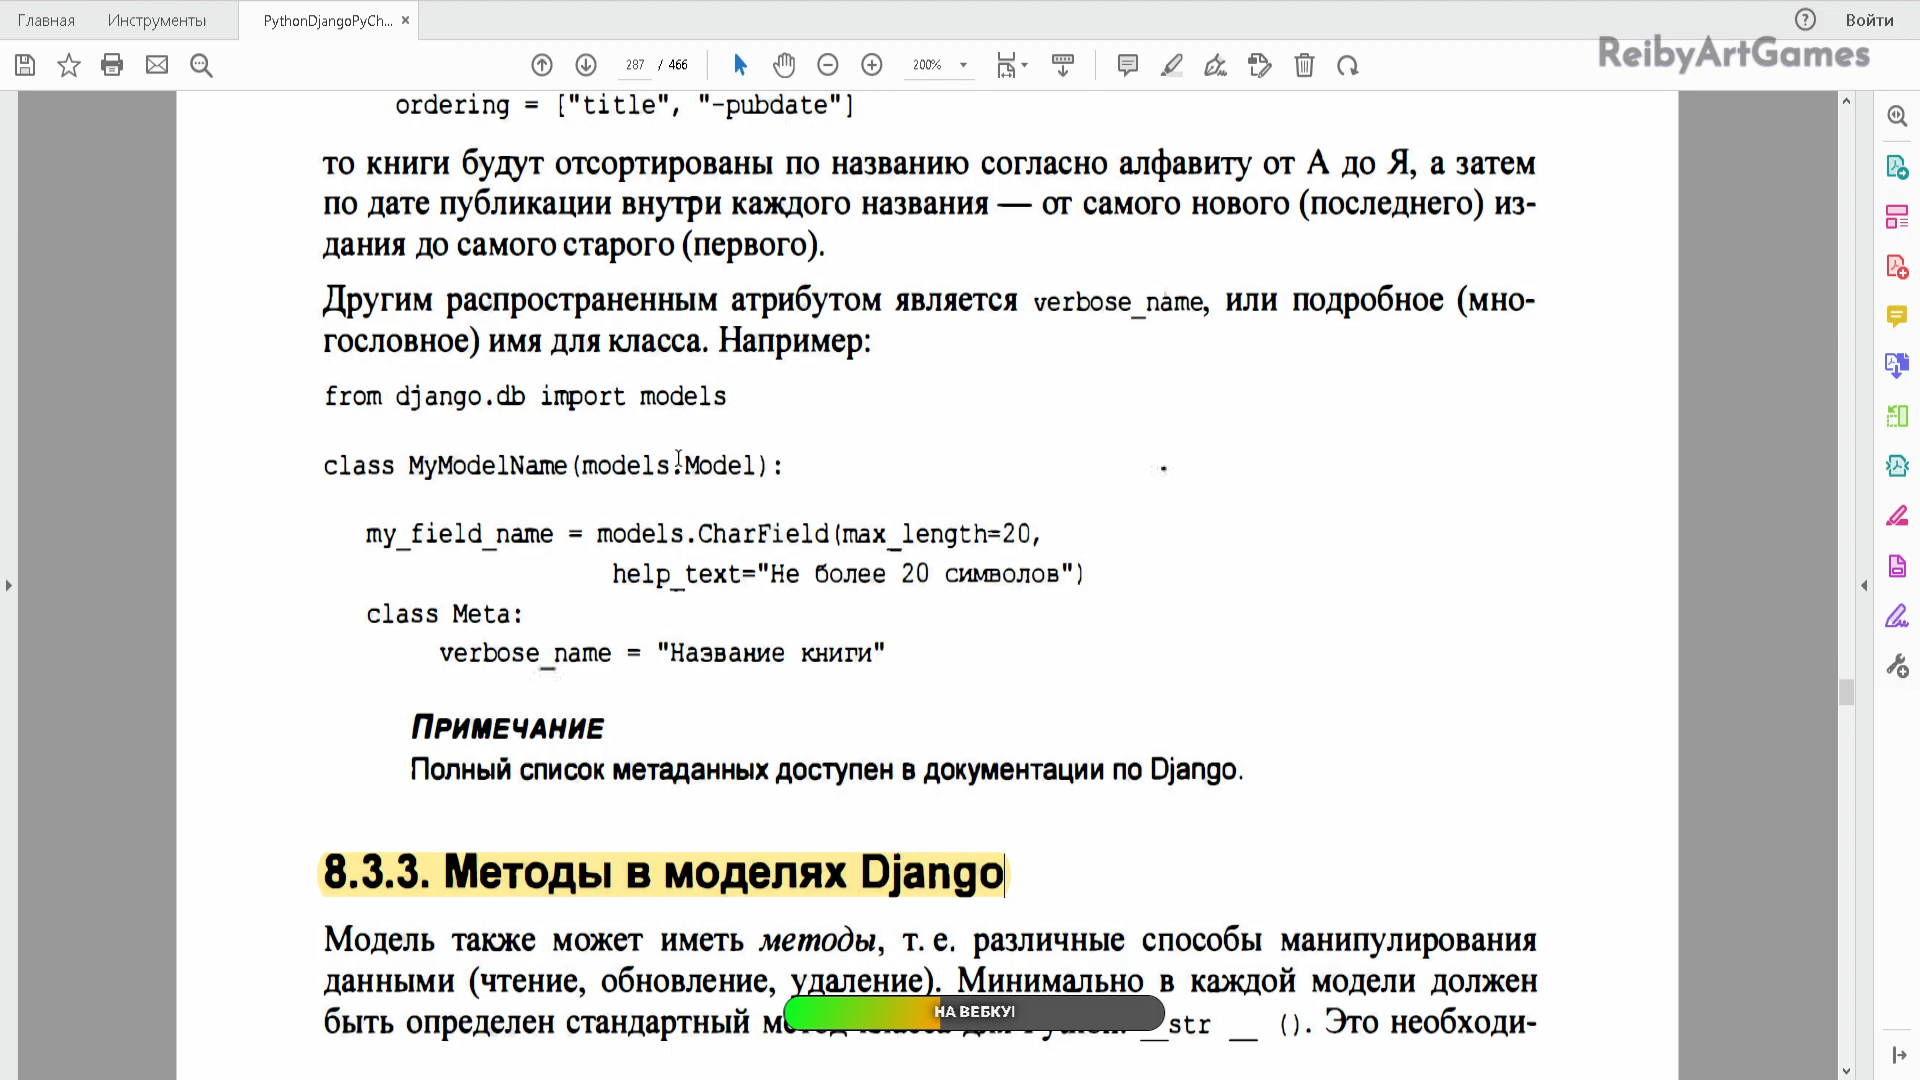 Главная Инструменты PythonDjangoPyCh... × Войти
ReibyArtGames
287 / 466 200%
ordering = ["title", "-pubdate"]
то книги будут отсортированы по названию согласно алфавиту от А до Я, а затем
по дате публикации внутри каждого названия — от самого нового (последнего) из-
дания до самого старого (первого).
Другим распространенным атрибутом является verbose_name, или подробное (мно-
гословное) имя для класса. Например:
from django.db import models
class MyModelName(models.Model):
my_field_name = models.CharField(max_length=20,
help_text="Не более 20 символов")
class Meta:
verbose_name = "Название книги"
ПРИМЕЧАНИЕ
Полный список метаданных доступен в документации по Django.
8.3.3. Методы в моделях Django
Модель также может иметь методы, т. е. различные способы манипулирования
данными (чтение, обновление, удаление). Минимально в каждой модели должен
быть определен стандартный __str __ (). Это необходи-
НА ВЕБКУ!